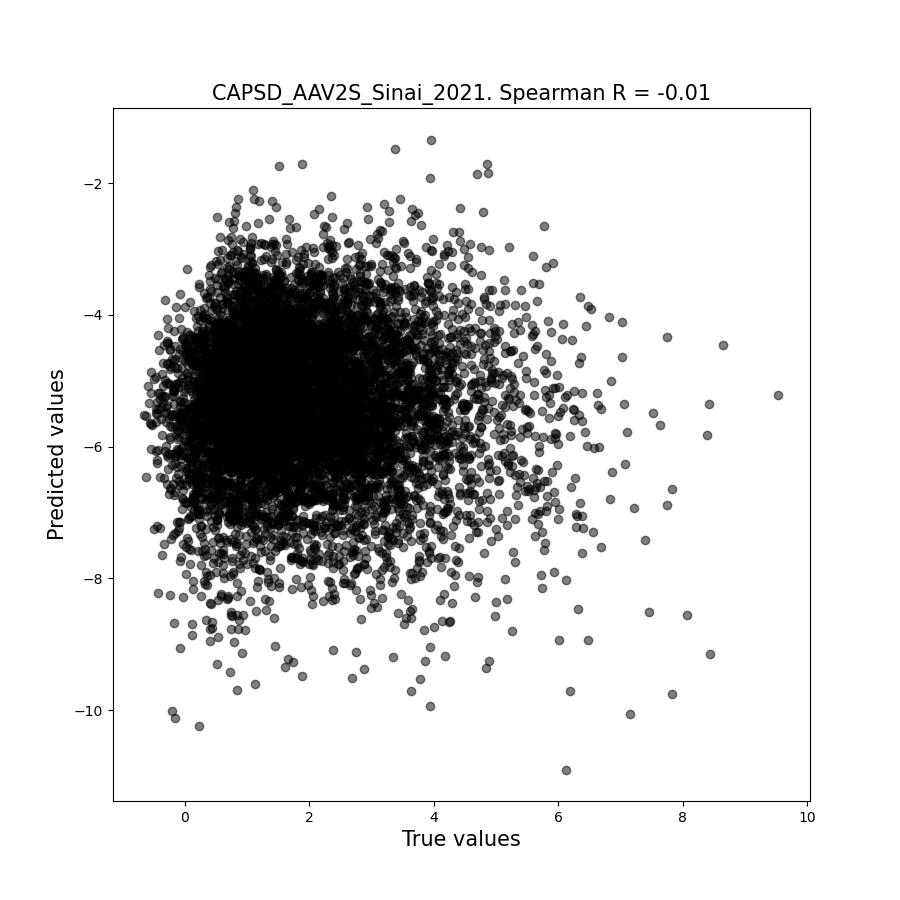 CAPSD_AAV2S_Sinai_2021. Spearman R = -0.01
−2
−4
−6
−8
−10
Predicted values
0 2 4 6 8 10
True values